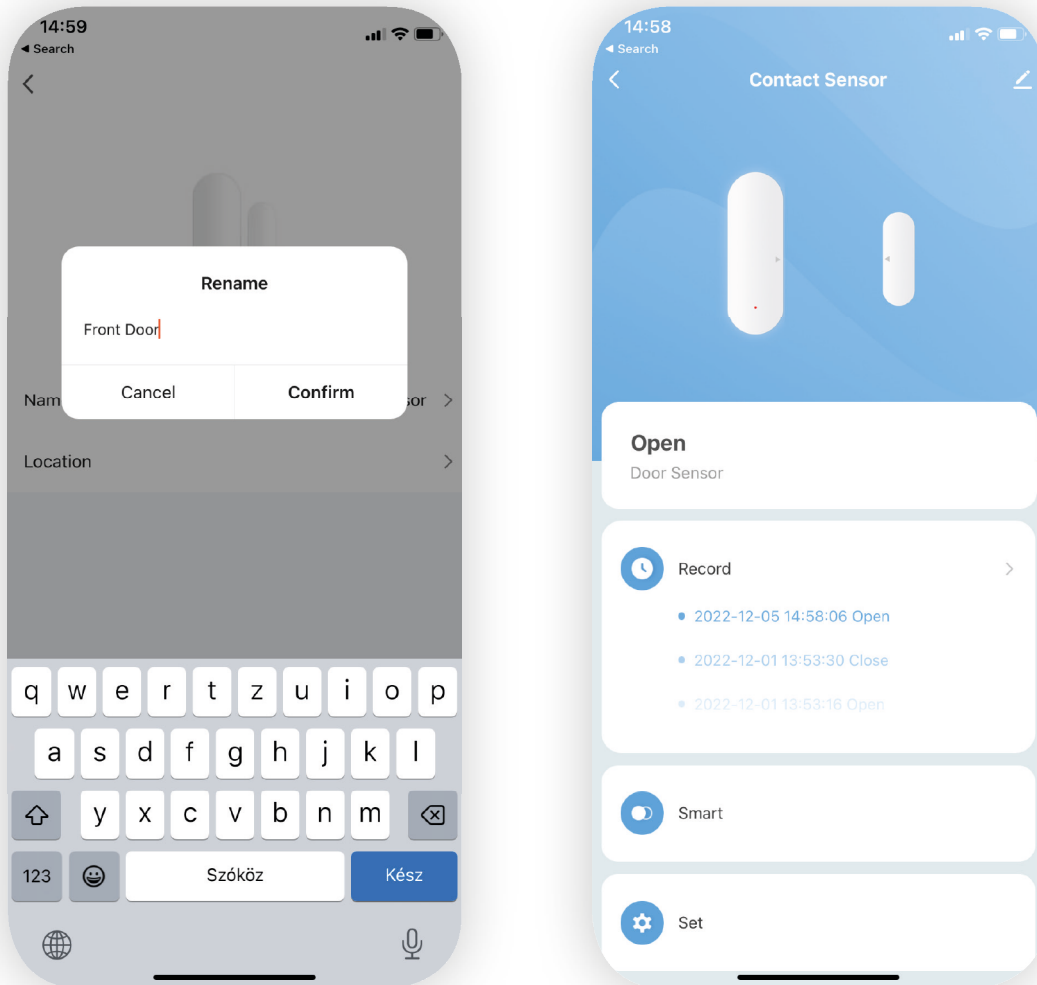 14:59
◀ Search
Rename
Front Door
Cancel Confirm
Nam sor
Location
q w e r t z u i o p
a s d f g h j k l
y x c v b n m
123 Szóköz Kész
14:58
◀ Search
Contact Sensor
Open
Door Sensor
Record
2022-12-05 14:58:06 Open
2022-12-01 13:53:30 Close
2022-12-01 13:53:16 Open
Smart
Set